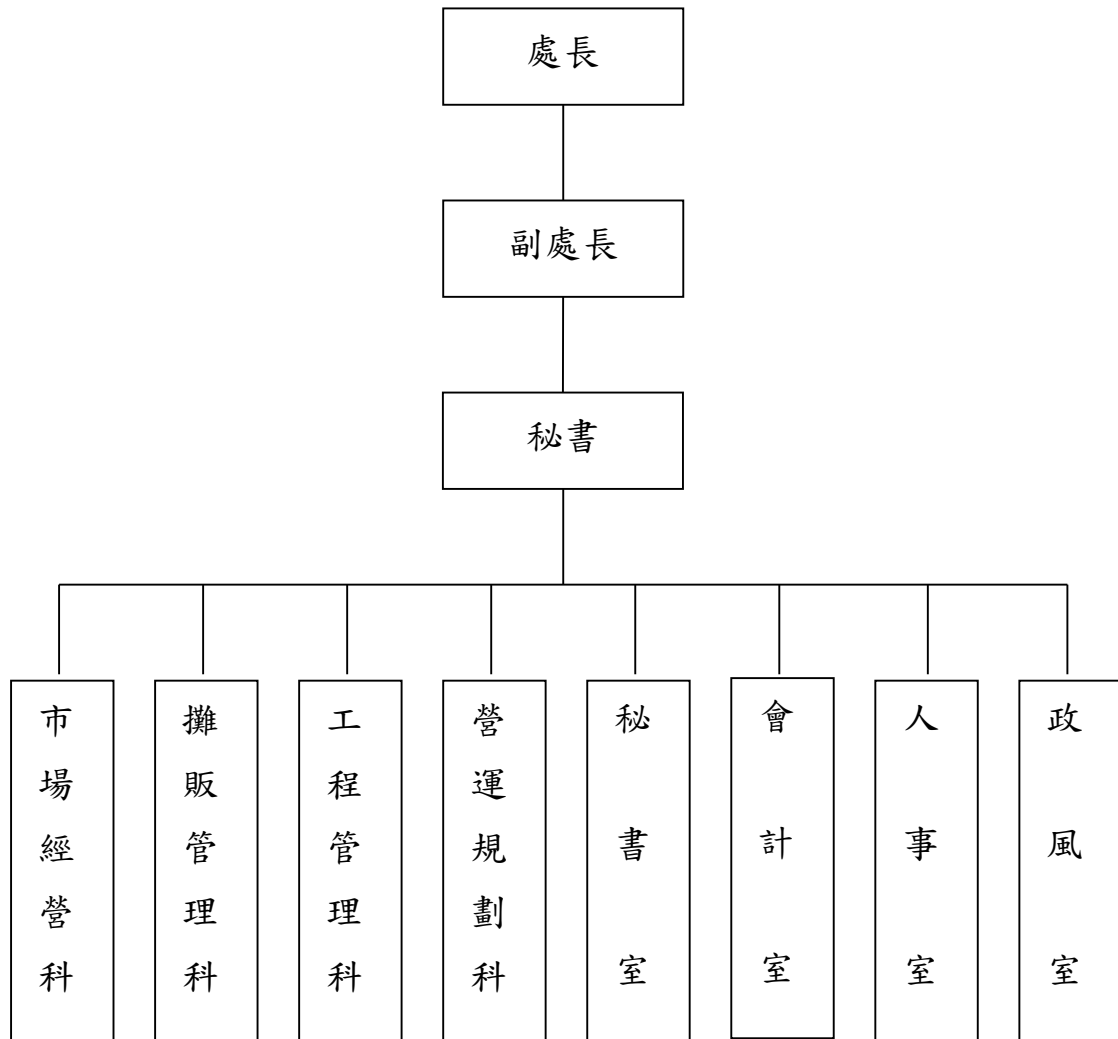 處長
副處長
秘書
市場經營科
攤販管理科
工程管理科
營運規劃科
秘書室
會計室
人事室
政風室